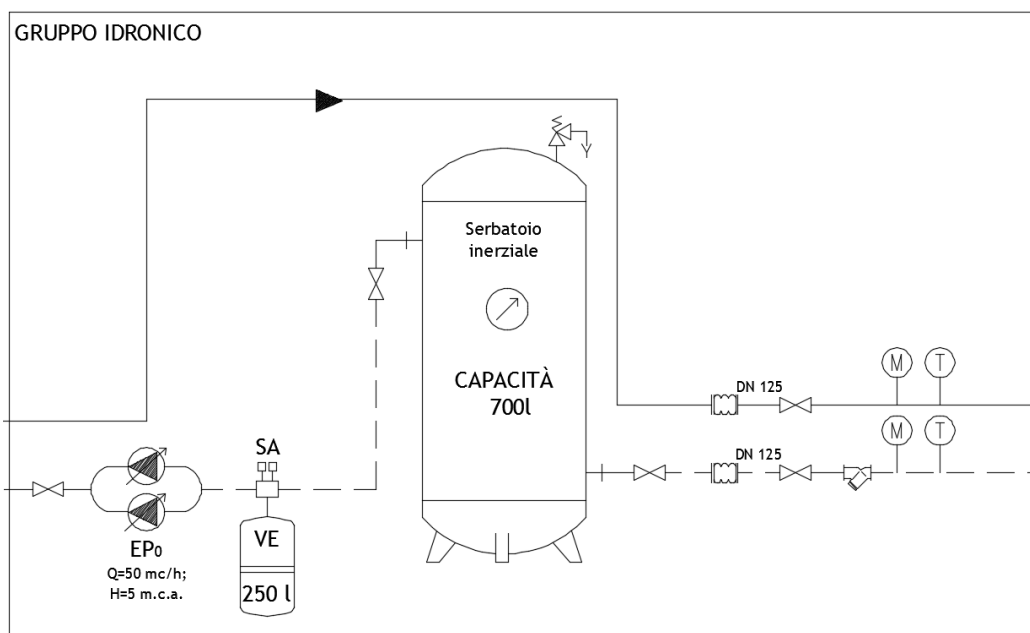 GRUPPO IDRONICO
Serbatoio
inerziale
CAPACITÀ
700l
DN 125
M
T
M
T
DN 125
SA
VE
250 l
EP0
Q=50 mc/h;
H=5 m.c.a.